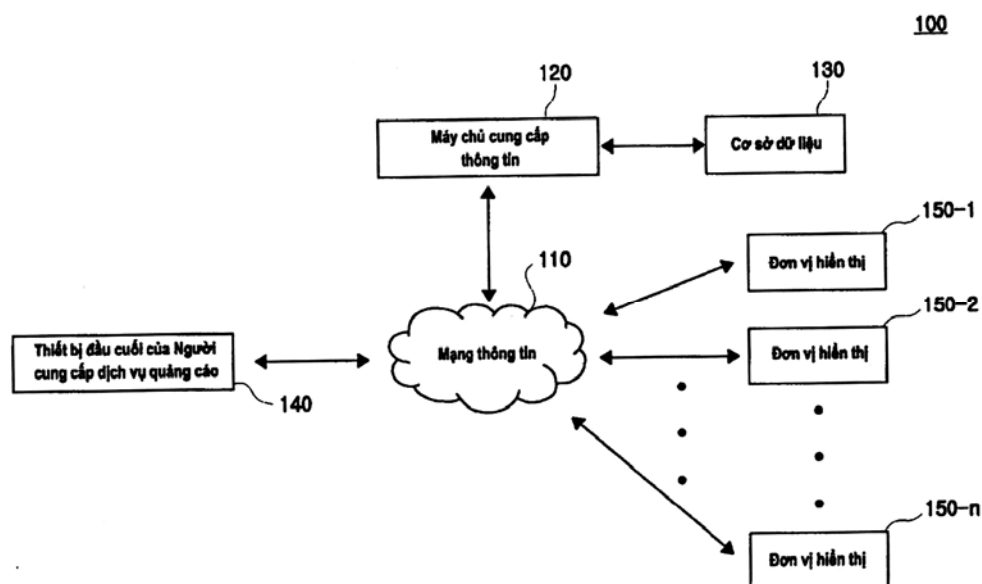 100
120
130
Máy chủ cung cấp
thông tin
Cơ sở dữ liệu
150-1
110
Đơn vị hiển thị
150-2
Thiết bị đầu cuối của Người
cung cấp dịch vụ quảng cáo
Mạng thông tin
Đơn vị hiển thị
140
150-n
Đơn vị hiển thị